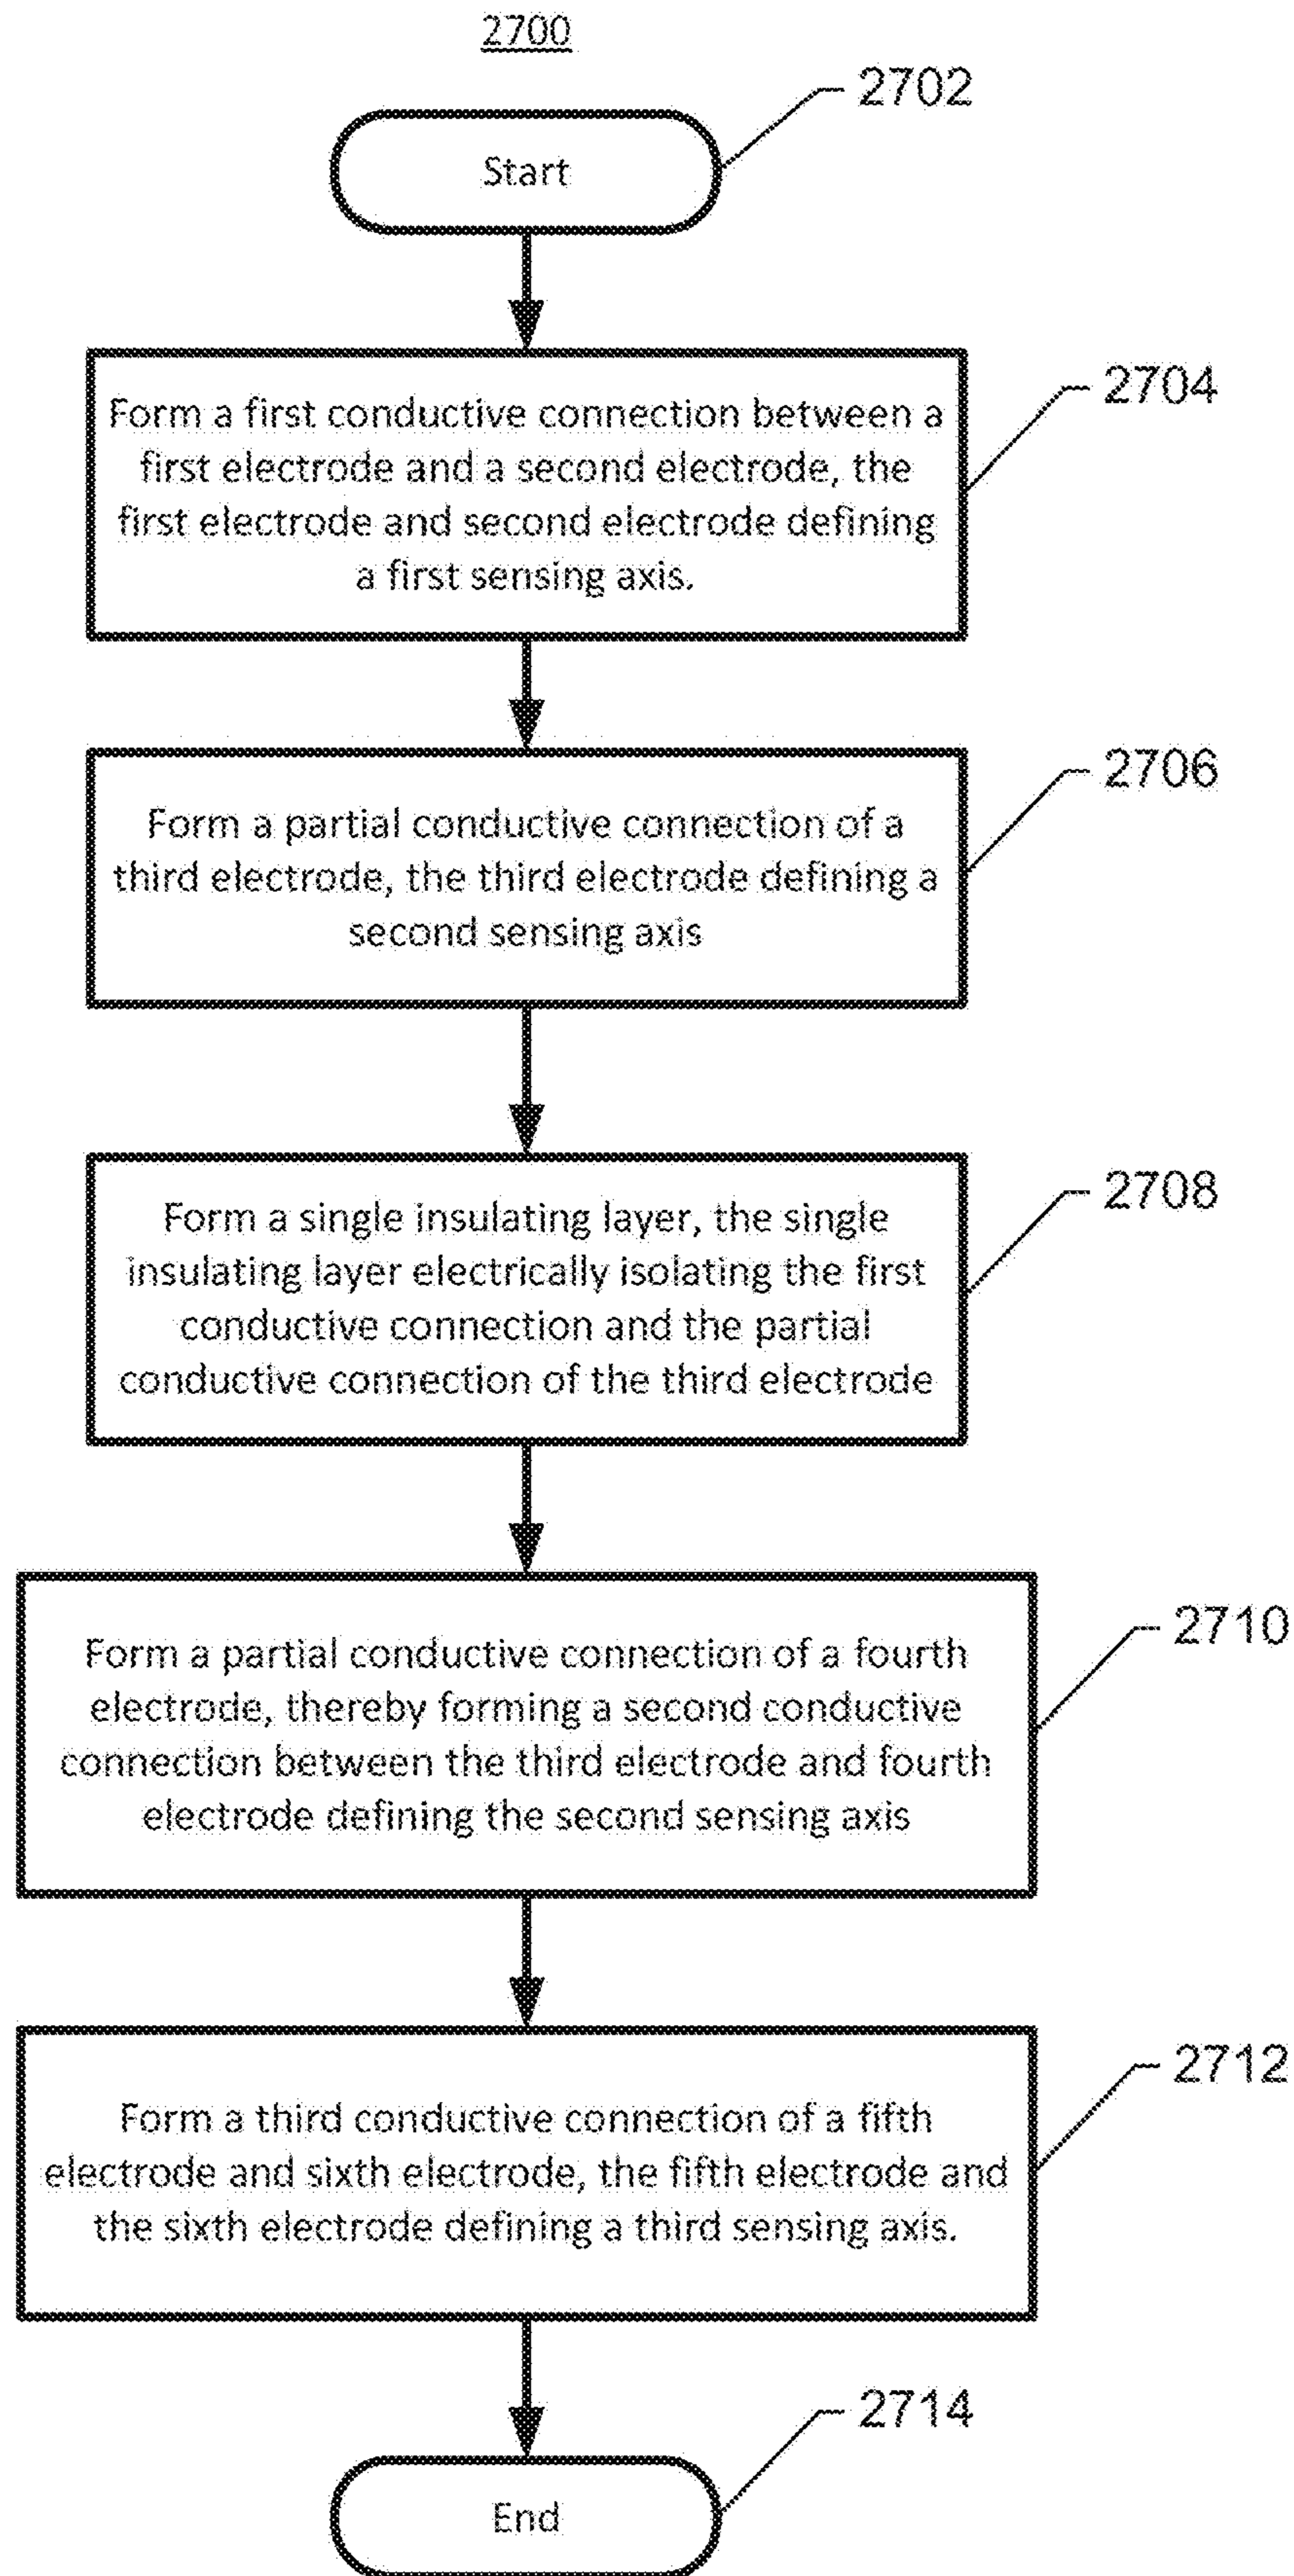 2700
2702
Start
2704
Form a first conductive connection between a
first electrode and a second electrode, the
first electrode and second electrode defining
a first sensing axis.
2706
Form a partial conductive connection of a
third electrode, the third electrode defining a
second sensing axis
2708
Form a single insulating layer, the single
insulating layer electrically isolating the first
conductive connection and the partial
conductive connection of the third electrode
2710
Form a partial conductive connection of a fourth
electrode, thereby forming a second conductive
connection between the third electrode and fourth
electrode defining the second sensing axis
2712
Form a third conductive connection of a fifth
electrode and sixth electrode, the fifth electrode and
the sixth electrode defining a third sensing axis.
2714
End